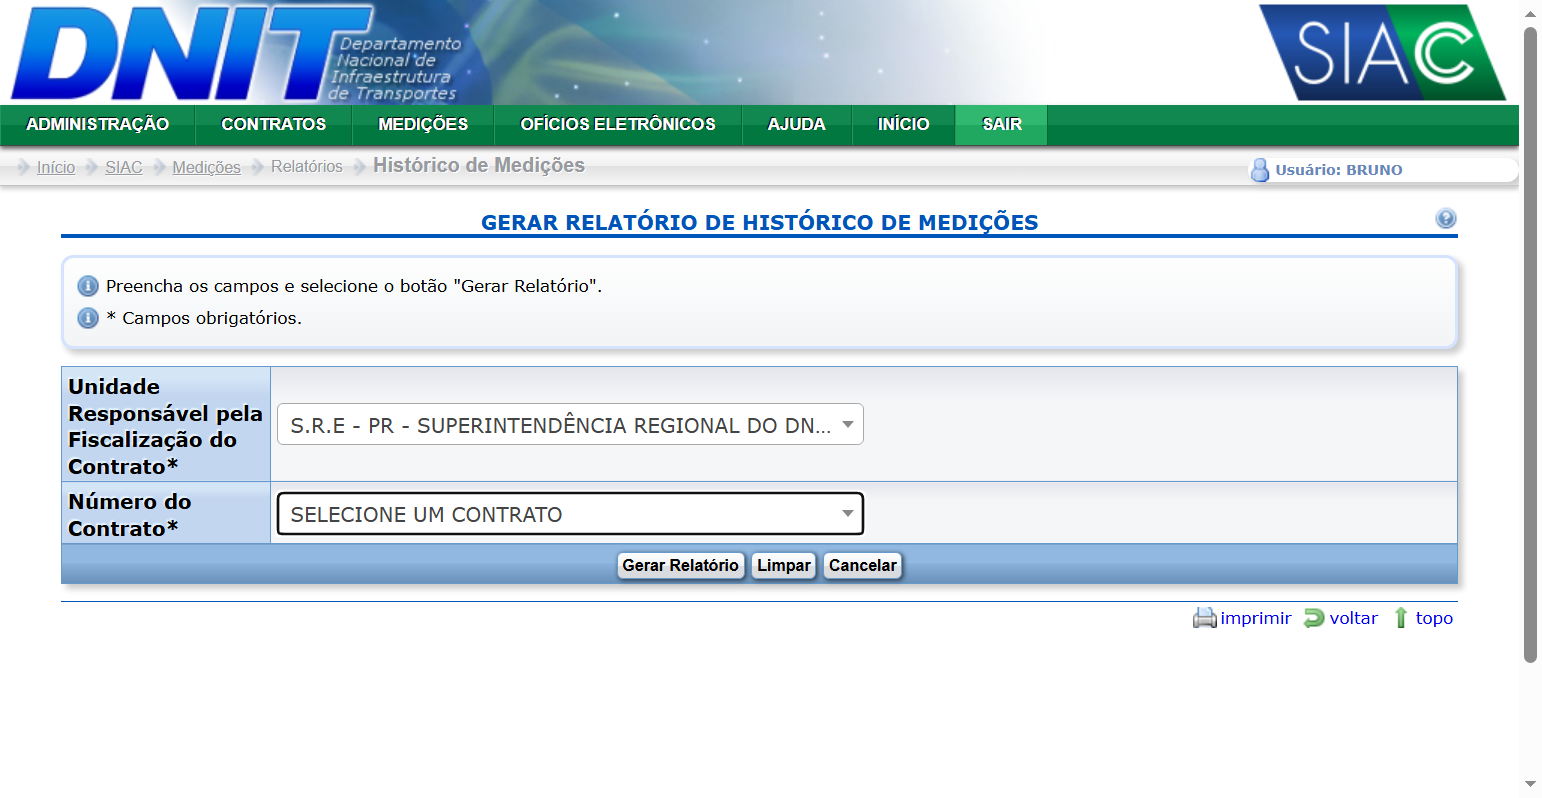 DNIT
Departamento
Nacional de
Infraestrutura
de Transportes
SIAC
ADMINISTRAÇÃO CONTRATOS MEDIÇÕES OFÍCIOS ELETRÔNICOS AJUDA INÍCIO SAIR
Início SIAC Medições Relatórios Histórico de Medições
Usuário: BRUNO
GERAR RELATÓRIO DE HISTÓRICO DE MEDIÇÕES
Preencha os campos e selecione o botão "Gerar Relatório".
* Campos obrigatórios.
Unidade
Responsável pela
Fiscalização do
Contrato*
S.R.E - PR - SUPERINTENDÊNCIA REGIONAL DO DN...
Número do
Contrato*
SELECIONE UM CONTRATO
Gerar Relatório Limpar Cancelar
imprimir voltar topo